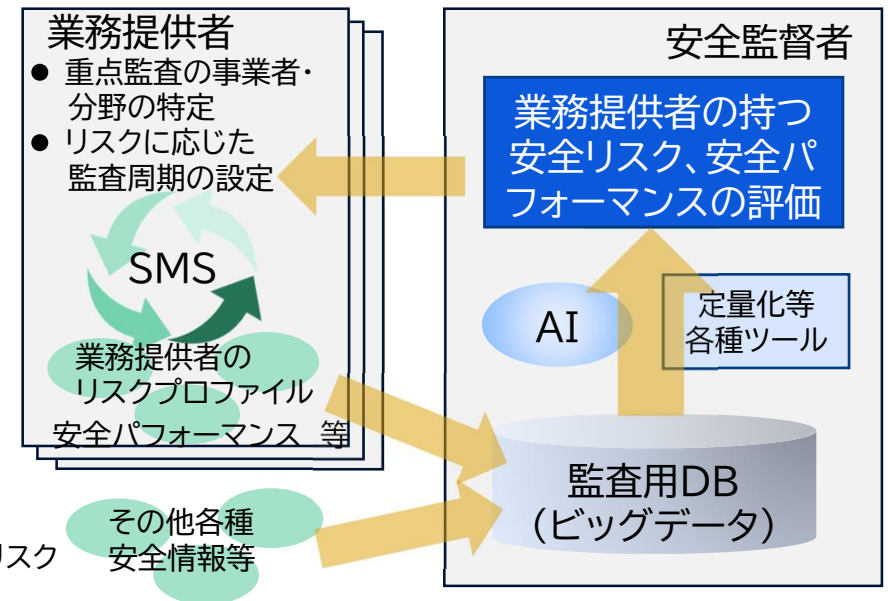 業務提供者
● 重点監査の事業者・
分野の特定
● リスクに応じた
監査周期の設定
SMS
業務提供者の
リスクプロファイル
安全パフォーマンス 等
その他各種
安全情報等
リスク
安全監督者
業務提供者の持つ
安全リスク、安全パ
フォーマンスの評価
AI
定量化等
各種ツール
監査用DB
(ビッグデータ)